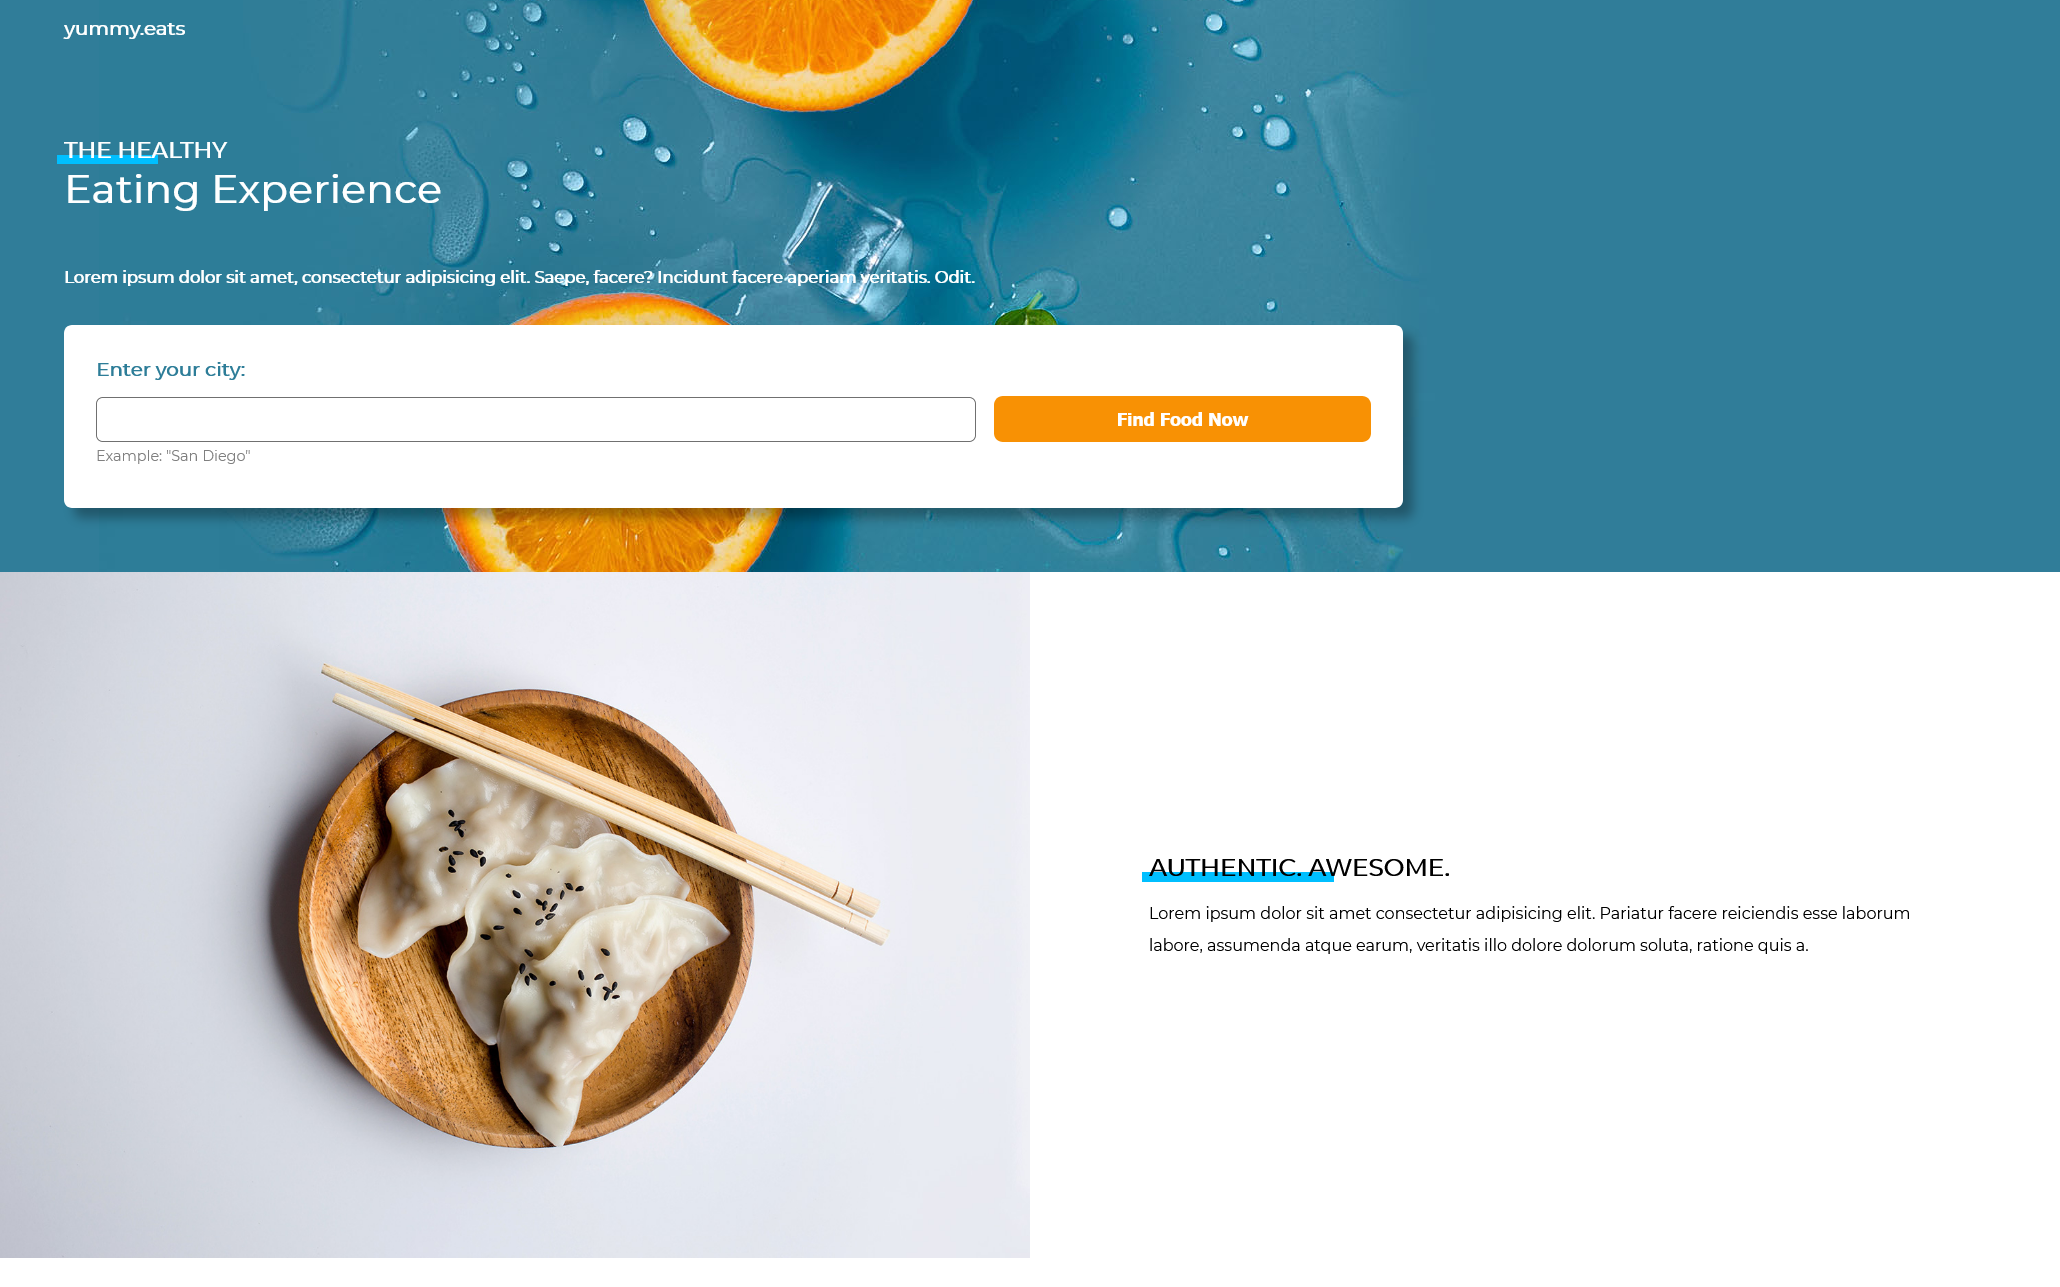 yummy.eats
THE HEALTHY
Eating Experience
Lorem ipsum dolor sit amet, consectetur adipisicing elit. Saepe, facere? Incidunt facere aperiam veritatis. Odit.
Enter your city:
Find Food Now
Example: "San Diego"
AUTHENTIC. AWESOME.
Lorem ipsum dolor sit amet consectetur adipisicing elit. Pariatur facere reiciendis esse laborum
labore, assumenda atque earum, veritatis illo dolore dolorum soluta, ratione quis a.